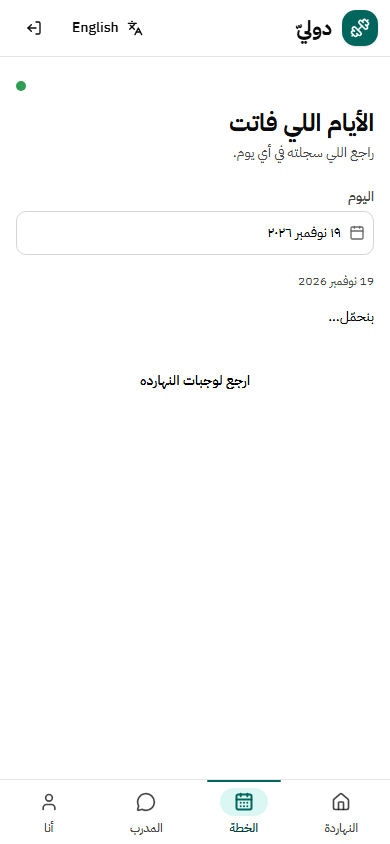 دوليّ
English
الأيام اللي فاتت
راجع اللي سجلته في أي يوم.
اليوم
١٩ نوفمبر ٢٠٢٦
19 نوفمبر 2026
بنحمّل...
ارجع لوجبات النهارده
النهاردة
الخطة
المدرب
أنا